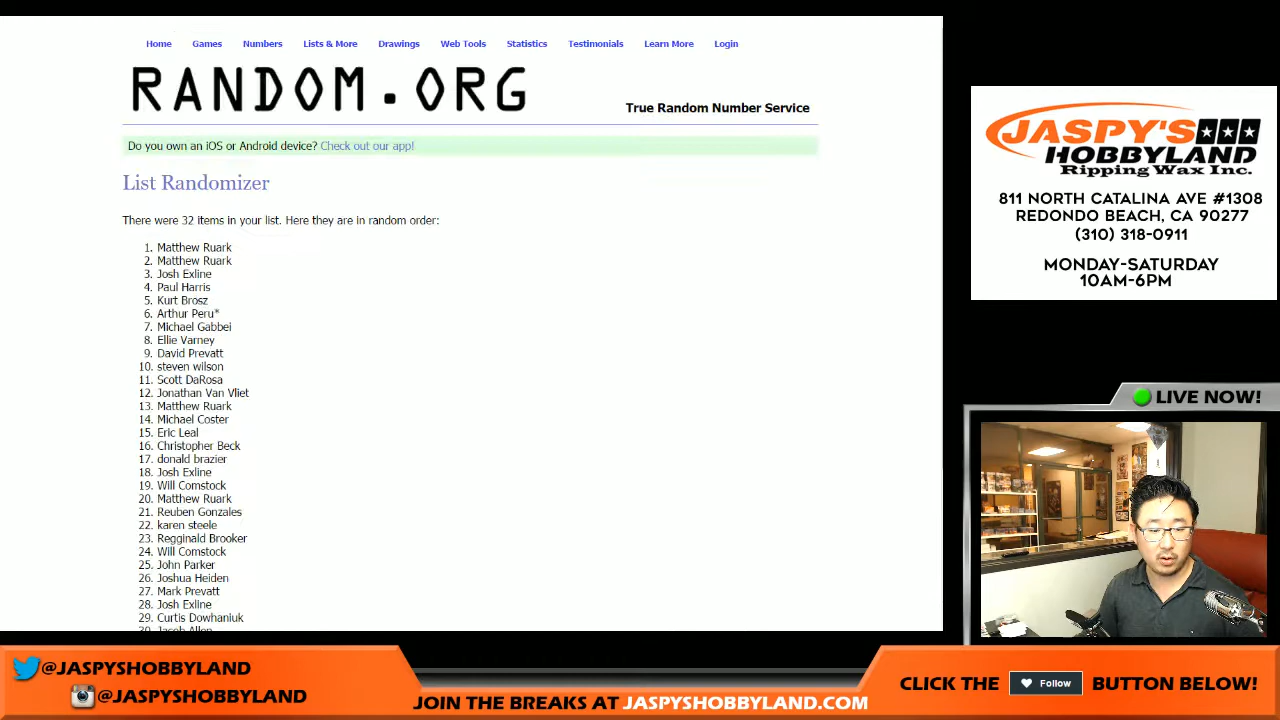 Home Games Numbers Lists & More Drawings Web Tools Statistics Testimonials Learn More Login
RANDOM.ORG
True Random Number Service
Do you own an iOS or Android device? Check out our app!
List Randomizer
There were 32 items in your list. Here they are in random order:
1. Matthew Ruark
2. Matthew Ruark
3. Josh Exline
4. Paul Harris
5. Kurt Brosz
6. Arthur Peru*
7. Michael Gabbei
8. Ellie Varney
9. David Prevatt
10. steven wilson
11. Scott DaRosa
12. Jonathan Van Vliet
13. Matthew Ruark
14. Michael Coster
15. Eric Leal
16. Christopher Beck
17. donald brazier
18. Josh Exline
19. Will Comstock
20. Matthew Ruark
21. Reuben Gonzales
22. karen steele
23. Regginald Brooker
24. Will Comstock
25. John Parker
26. Joshua Heiden
27. Mark Prevatt
28. Josh Exline
29. Curtis Dowhaniuk
30. Jacob Allen
JASPY'S
HOBBYLAND
Ripping Wax Inc.
811 NORTH CATALINA AVE #1308
REDONDO BEACH, CA 90277
(310) 318-0911
MONDAY-SATURDAY
10AM-6PM
LIVE NOW!
@JASPYSHOBBYLAND
@JASPYSHOBBYLAND
JOIN THE BREAKS AT JASPYSHOBBYLAND.COM
CLICK THE Follow BUTTON BELOW!